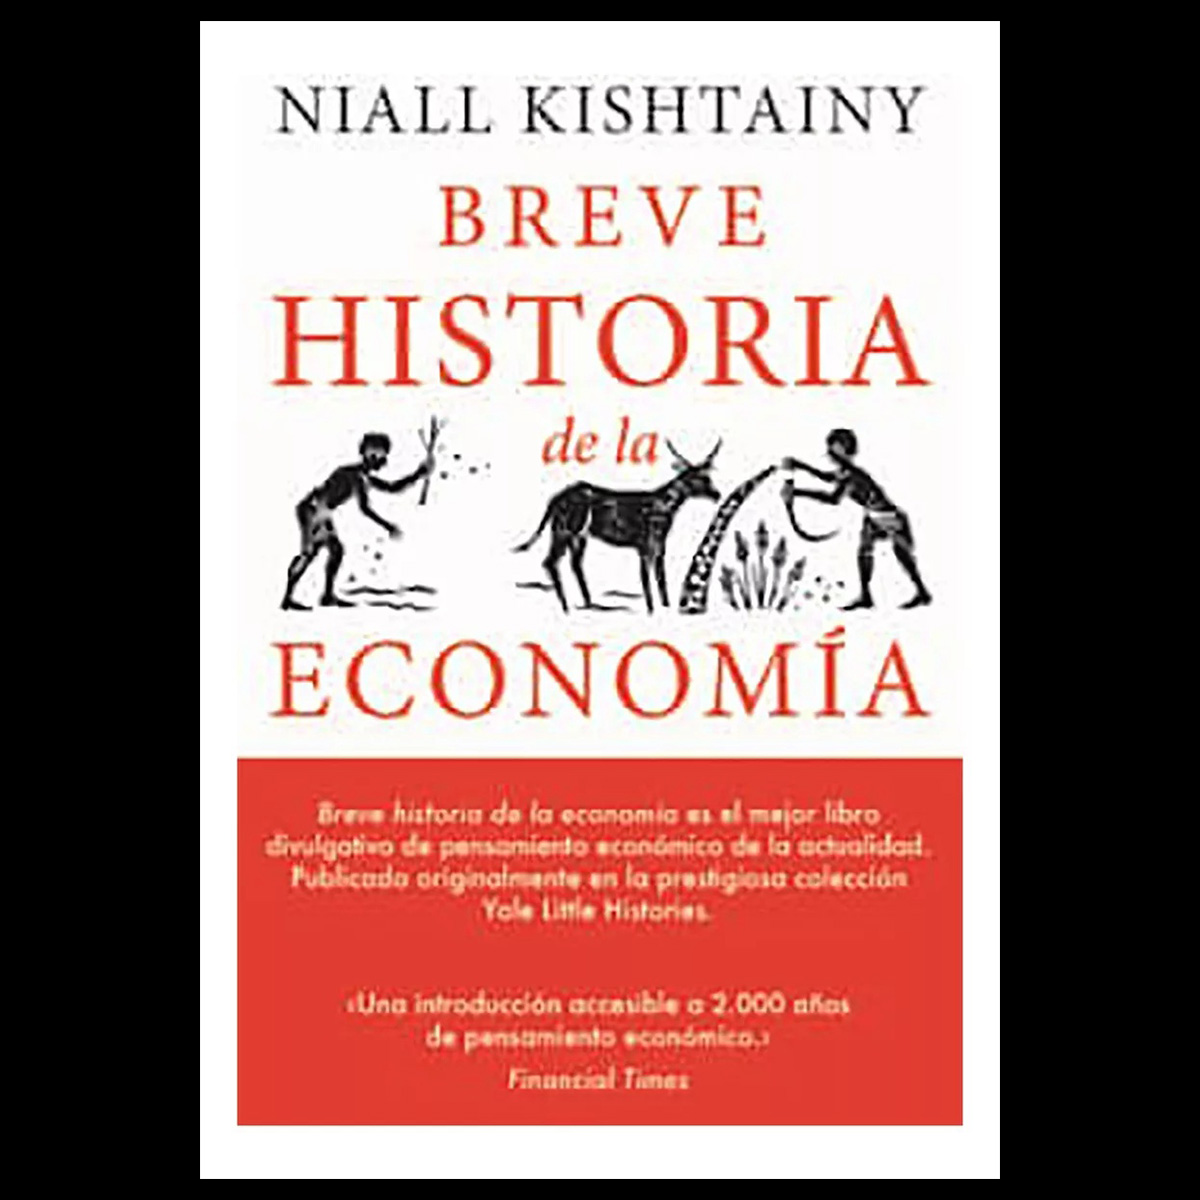 NIALL KISHTAINY
BREVE
HISTORIA
de la
ECONOMÍA
Breve historia de la economía es el mejor libro
divulgativo de pensamiento económico de la actualidad.
Publicado originalmente en la prestigiosa colección
Yale Little Histories.
«Una introducción accesible a 2.000 años
de pensamiento económico.»
Financial Times